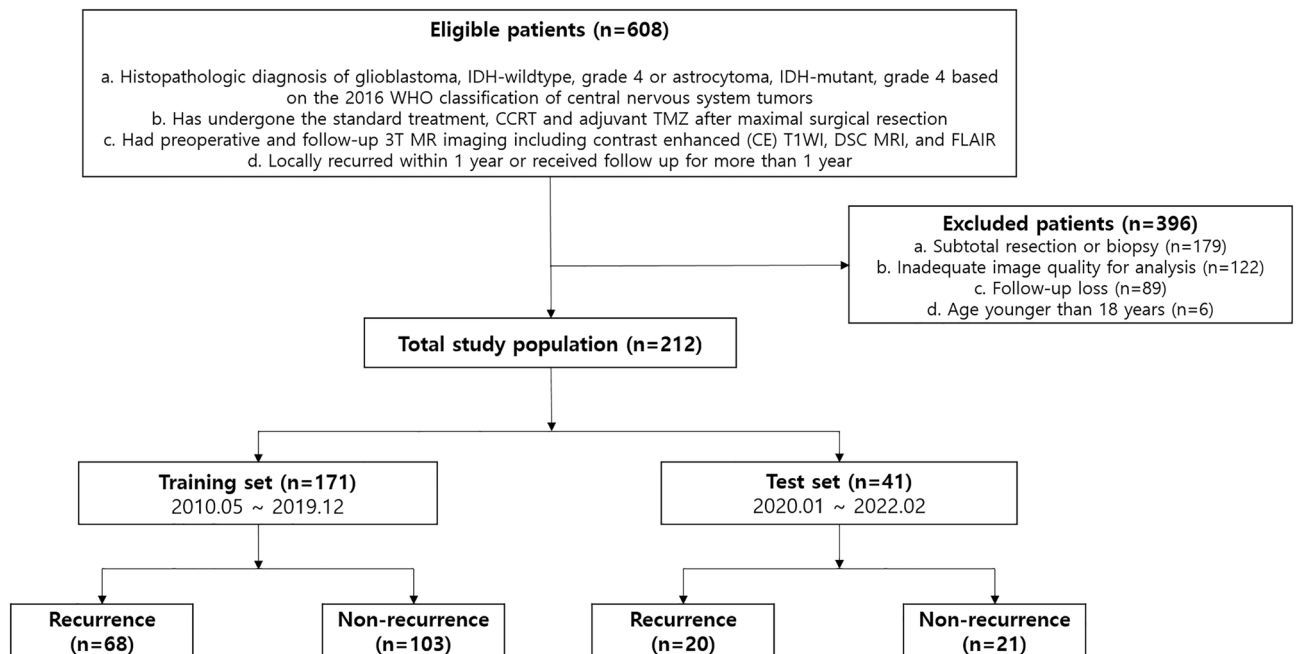 Eligible patients (n=608)
a. Histopathologic diagnosis of glioblastoma, IDH-wildtype, grade 4 or astrocytoma, IDH-mutant, grade 4 based
on the 2016 WHO classification of central nervous system tumors
b. Has undergone the standard treatment, CCRT and adjuvant TMZ after maximal surgical resection
c. Had preoperative and follow-up 3T MR imaging including contrast enhanced (CE) T1WI, DSC MRI, and FLAIR
d. Locally recurred within 1 year or received follow up for more than 1 year
Excluded patients (n=396)
a. Subtotal resection or biopsy (n=179)
b. Inadequate image quality for analysis (n=122)
c. Follow-up loss (n=89)
d. Age younger than 18 years (n=6)
Total study population (n=212)
Training set (n=171)
2010.05 ~ 2019.12
Test set (n=41)
2020.01 ~ 2022.02
Recurrence
(n=68)
Non-recurrence
(n=103)
Recurrence
(n=20)
Non-recurrence
(n=21)